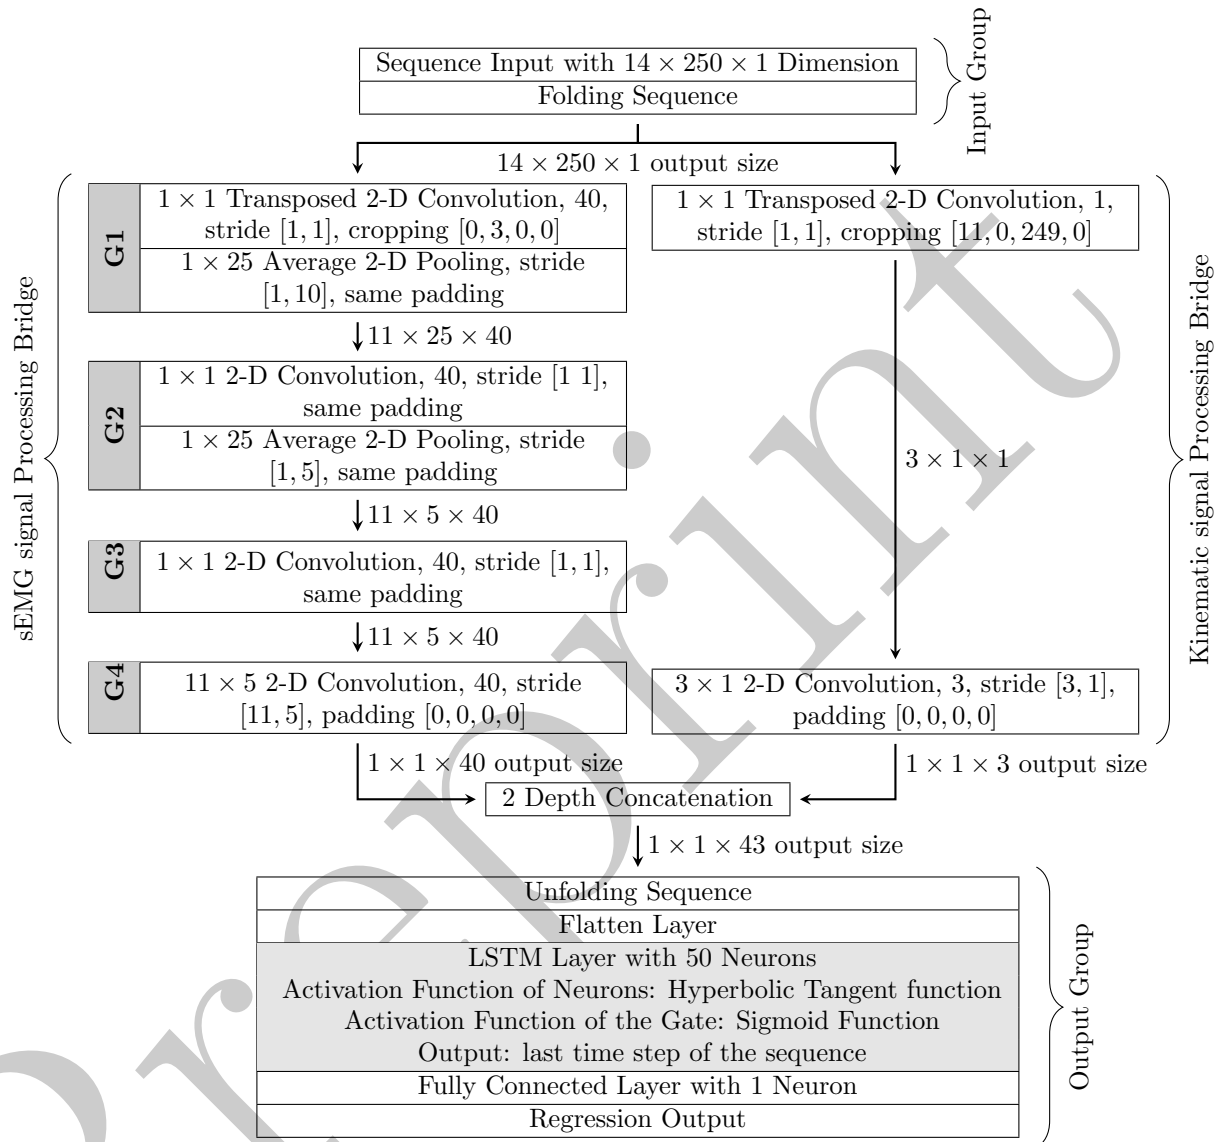 Sequence Input with 14 × 250 × 1 Dimension
Folding Sequence
Input Group
14 × 250 × 1 output size
sEMG signal Processing Bridge
G1
1 × 1 Transposed 2-D Convolution, 40,
stride [1, 1], cropping [0, 3, 0, 0]
1 × 25 Average 2-D Pooling, stride
[1, 10], same padding
11 × 25 × 40
G2
1 × 1 2-D Convolution, 40, stride [1 1],
same padding
1 × 25 Average 2-D Pooling, stride
[1, 5], same padding
11 × 5 × 40
G3
1 × 1 2-D Convolution, 40, stride [1, 1],
same padding
11 × 5 × 40
G4
11 × 5 2-D Convolution, 40, stride
[11, 5], padding [0, 0, 0, 0]
1 × 1 × 40 output size
1 × 1 Transposed 2-D Convolution, 1,
stride [1, 1], cropping [11, 0, 249, 0]
3 × 1 × 1
3 × 1 2-D Convolution, 3, stride [3, 1],
padding [0, 0, 0, 0]
1 × 1 × 3 output size
Kinematic signal Processing Bridge
2 Depth Concatenation
1 × 1 × 43 output size
Unfolding Sequence
Flatten Layer
LSTM Layer with 50 Neurons
Activation Function of Neurons: Hyperbolic Tangent function
Activation Function of the Gate: Sigmoid Function
Output: last time step of the sequence
Fully Connected Layer with 1 Neuron
Regression Output
Output Group
Preprint